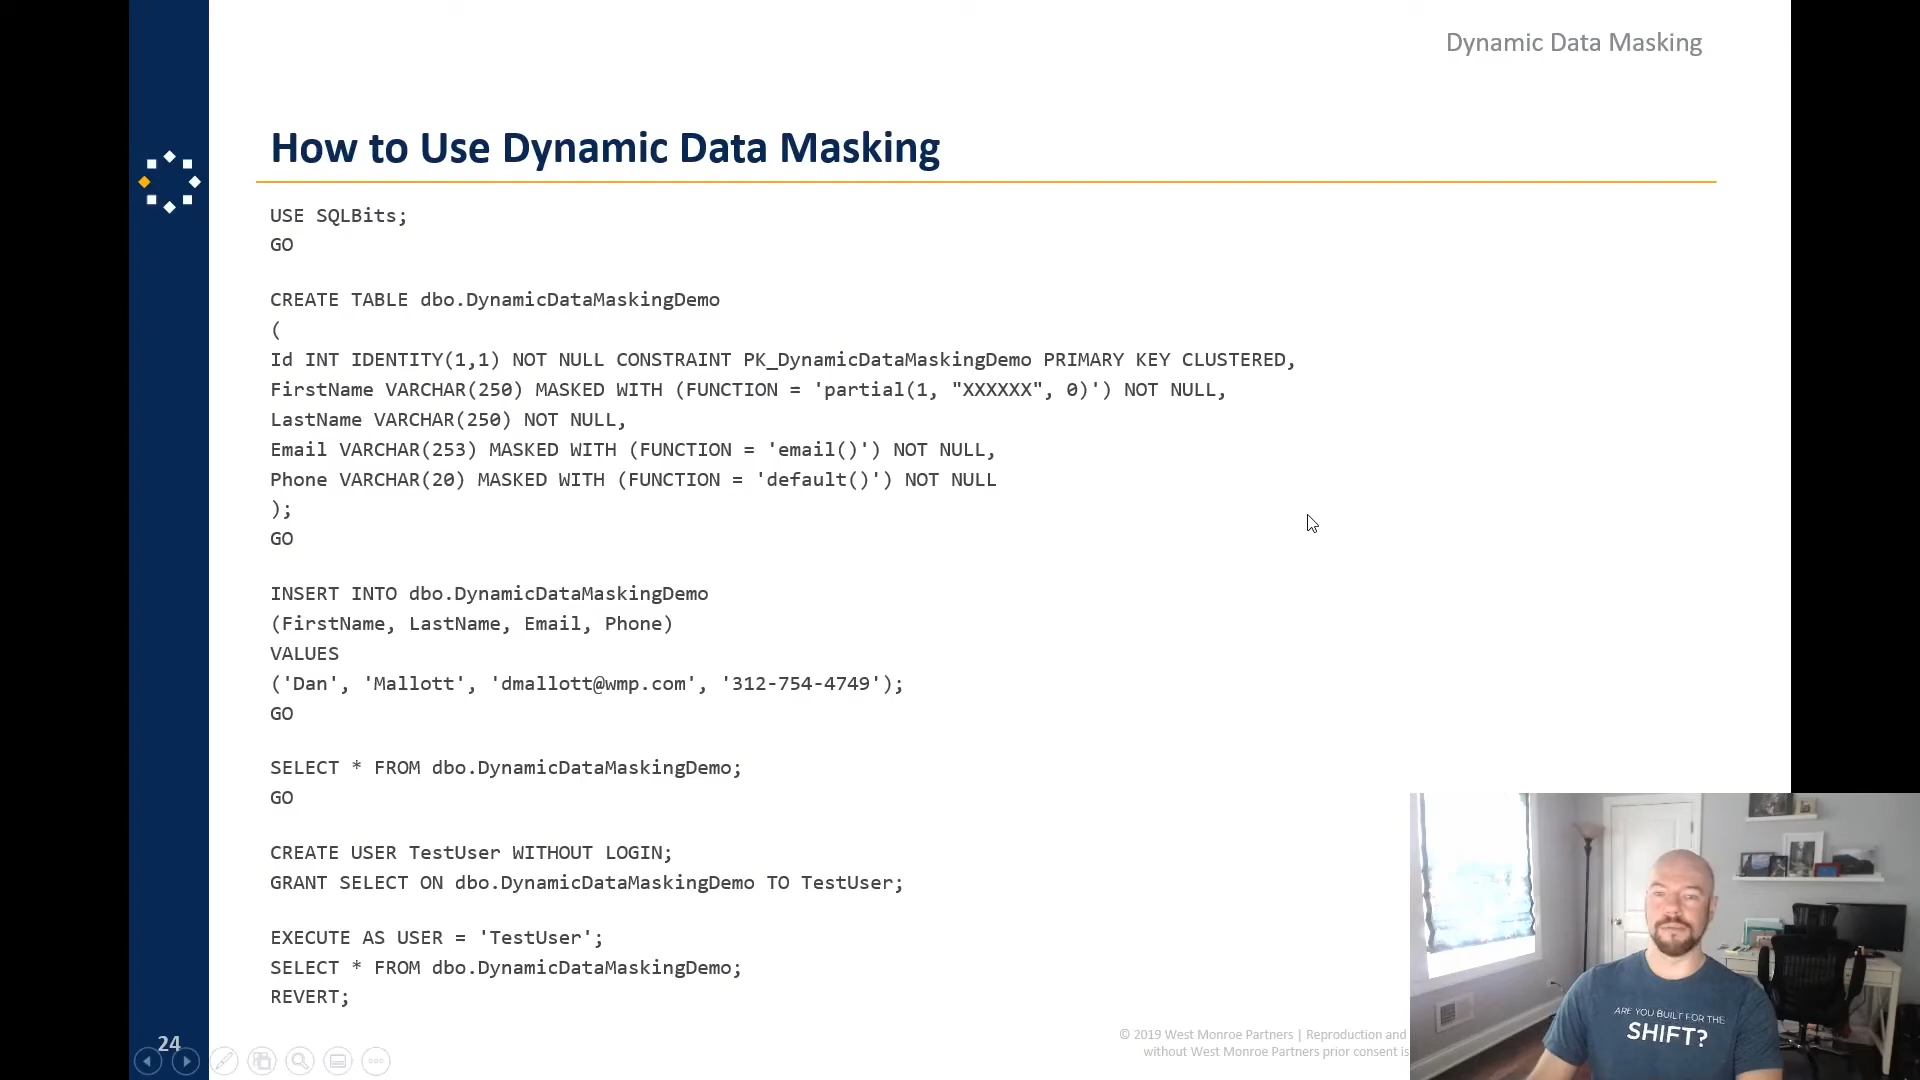 Dynamic Data Masking
How to Use Dynamic Data Masking
USE SQLBits;
GO
CREATE TABLE dbo.DynamicDataMaskingDemo
(
Id INT IDENTITY(1,1) NOT NULL CONSTRAINT PK_DynamicDataMaskingDemo PRIMARY KEY CLUSTERED,
FirstName VARCHAR(250) MASKED WITH (FUNCTION = 'partial(1, "XXXXXX", 0)') NOT NULL,
LastName VARCHAR(250) NOT NULL,
Email VARCHAR(253) MASKED WITH (FUNCTION = 'email()') NOT NULL,
Phone VARCHAR(20) MASKED WITH (FUNCTION = 'default()') NOT NULL
);
GO
INSERT INTO dbo.DynamicDataMaskingDemo
(FirstName, LastName, Email, Phone)
VALUES
('Dan', 'Mallott', 'dmallott@wmp.com', '312-754-4749');
GO
SELECT * FROM dbo.DynamicDataMaskingDemo;
GO
CREATE USER TestUser WITHOUT LOGIN;
GRANT SELECT ON dbo.DynamicDataMaskingDemo TO TestUser;
EXECUTE AS USER = 'TestUser';
SELECT * FROM dbo.DynamicDataMaskingDemo;
REVERT;
24
© 2019 West Monroe Partners | Reproduction and
without West Monroe Partners prior consent is
ARE YOU BUILT FOR THE
SHIFT?